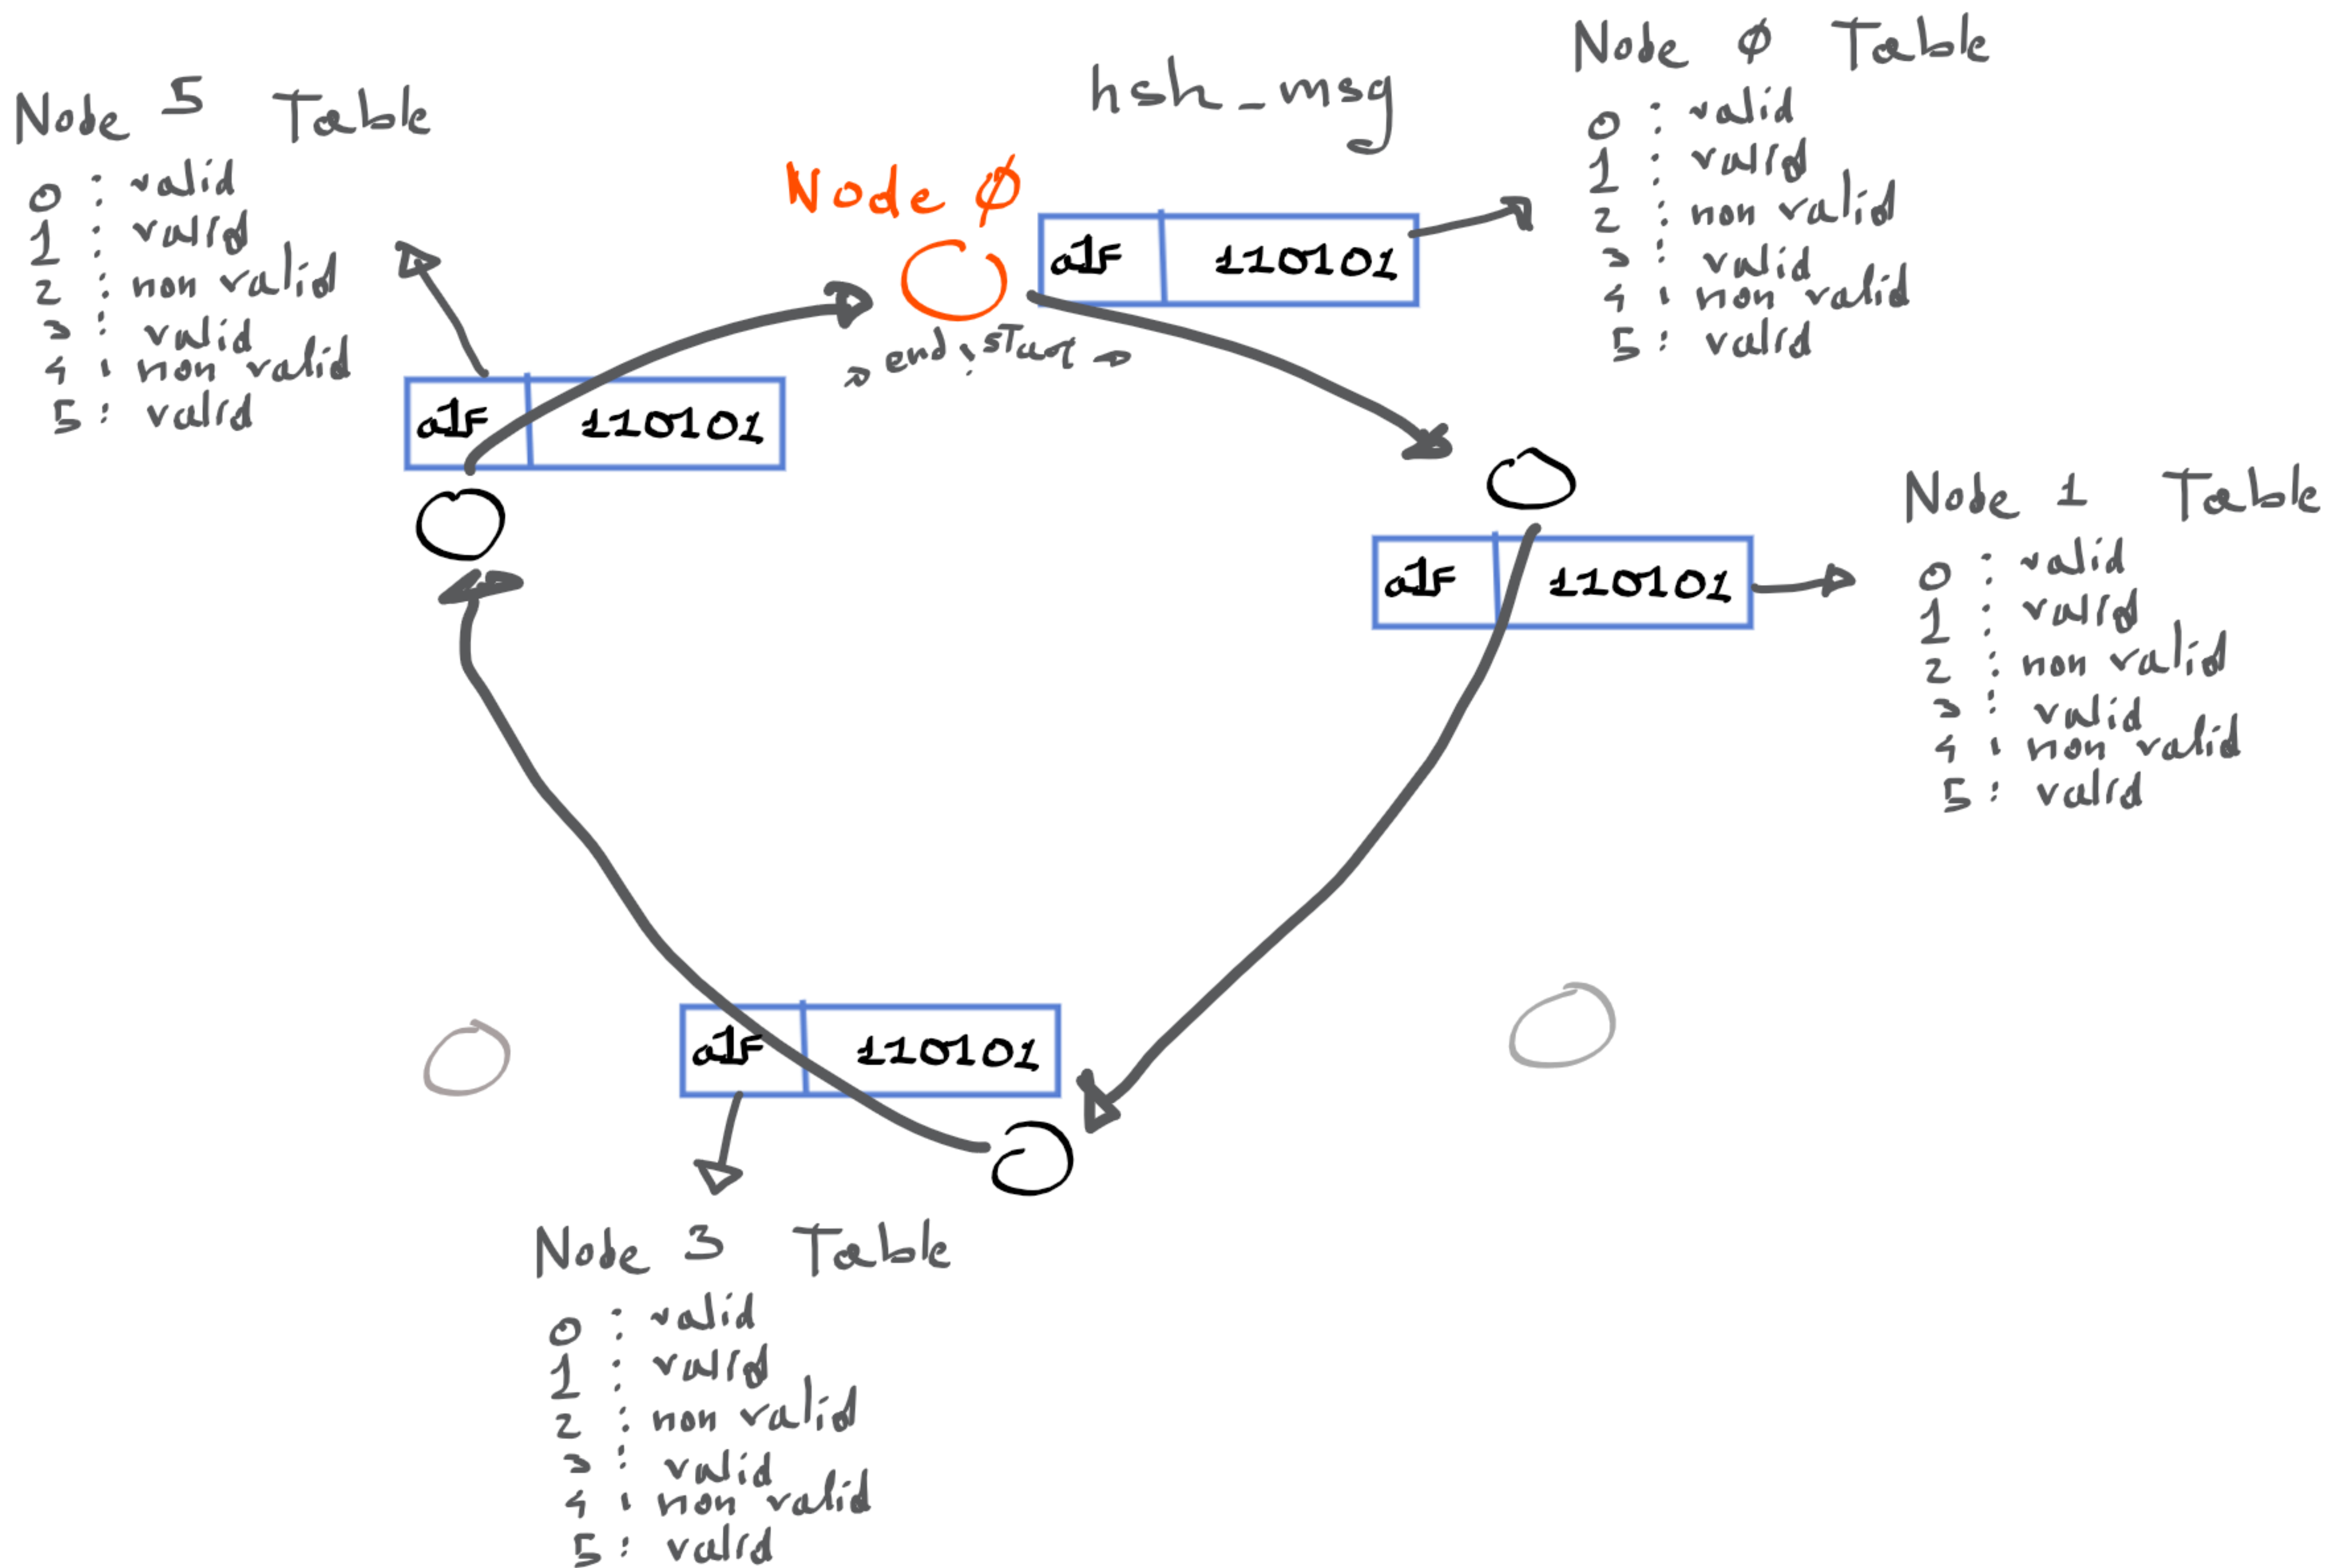 hsh_msg
Node ϕ
a1F 110101
end ; start
Node ϕ Table
0 : valid
1 : valid
2 : non valid
3 : valid
4 : non valid
5 : valid
Node 5 Table
0 : valid
1 : valid
2 : non valid
3 : valid
4 : non valid
5 : valid
a1F 110101
a1F 110101
Node 1 Table
0 : valid
1 : valid
2 : non valid
3 : valid
4 : non valid
5 : valid
a1F 110101
Node 3 Table
0 : valid
1 : valid
2 : non valid
3 : valid
4 : non valid
5 : valid